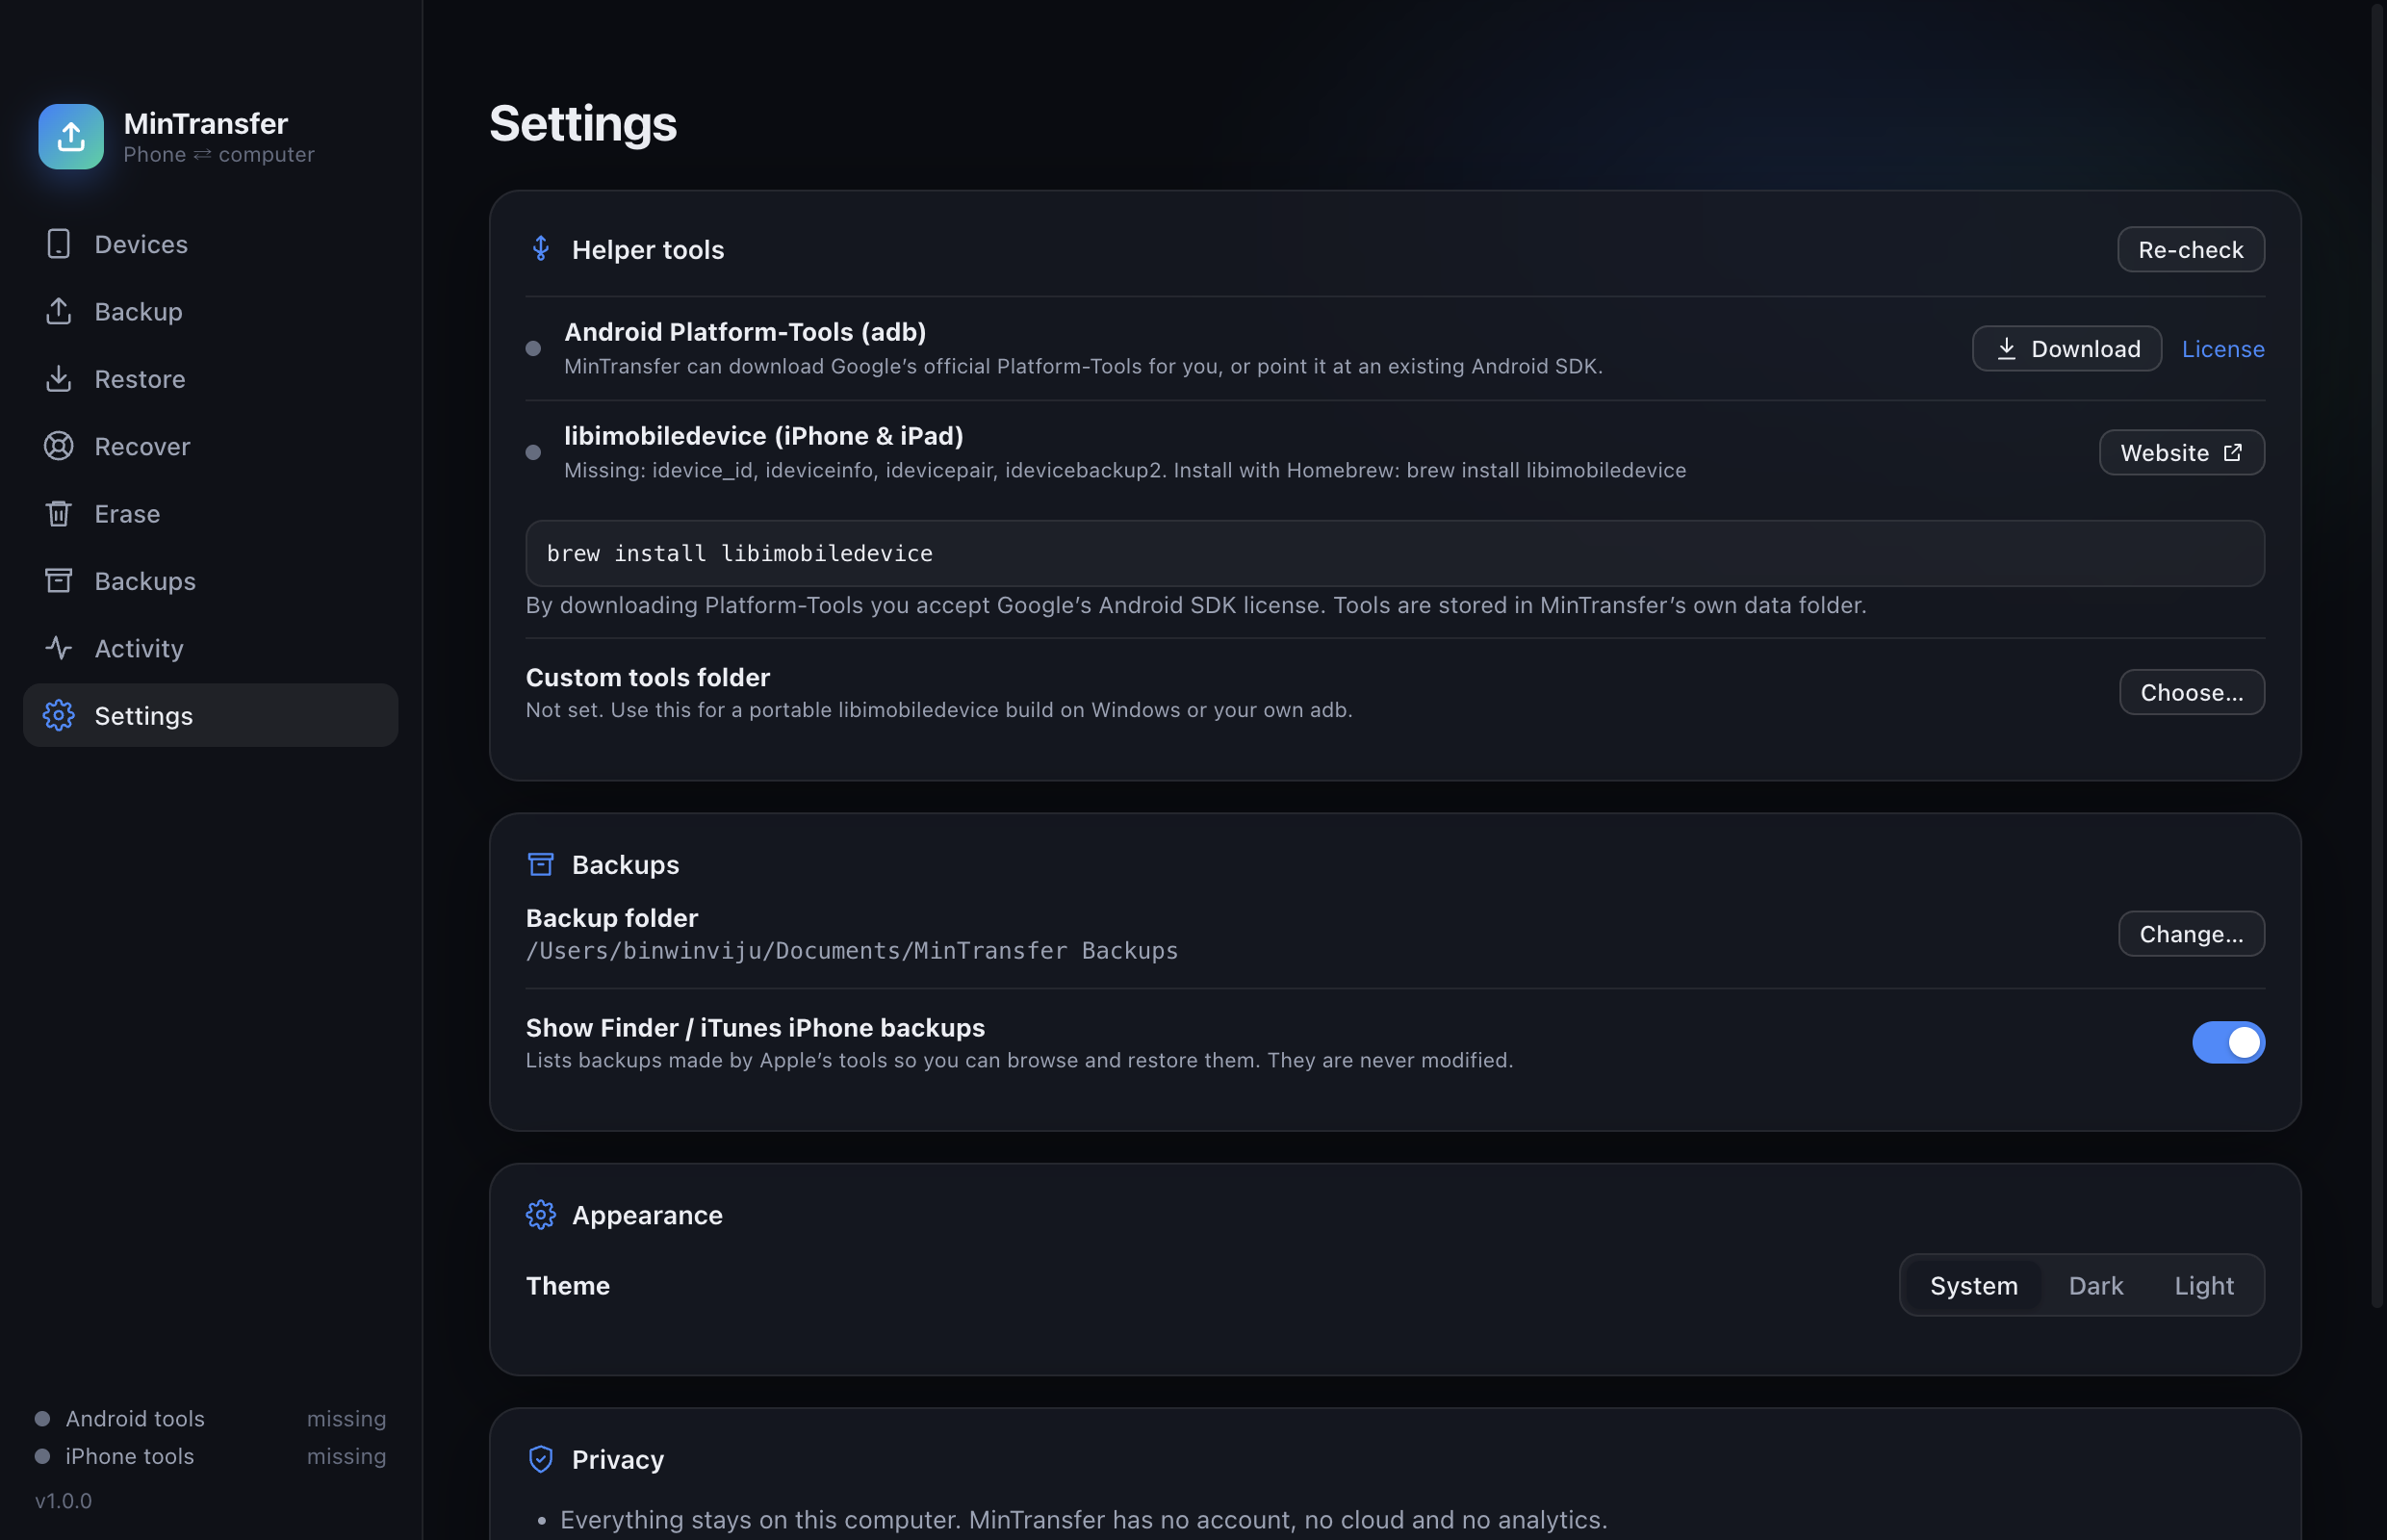 MinTransfer
Phone ⇄ computer
Devices
Backup
Restore
Recover
Erase
Backups
Activity
Settings
Android tools missing
iPhone tools missing
v1.0.0
Settings
Helper tools
Re-check
Android Platform-Tools (adb)
MinTransfer can download Google’s official Platform-Tools for you, or point it at an existing Android SDK.
Download
License
libimobiledevice (iPhone & iPad)
Missing: idevice_id, ideviceinfo, idevicepair, idevicebackup2. Install with Homebrew: brew install libimobiledevice
Website
brew install libimobiledevice
By downloading Platform-Tools you accept Google’s Android SDK license. Tools are stored in MinTransfer’s own data folder.
Custom tools folder
Not set. Use this for a portable libimobiledevice build on Windows or your own adb.
Choose…
Backups
Backup folder
/Users/binwinviju/Documents/MinTransfer Backups
Change…
Show Finder / iTunes iPhone backups
Lists backups made by Apple’s tools so you can browse and restore them. They are never modified.
Appearance
Theme
System Dark Light
Privacy
• Everything stays on this computer. MinTransfer has no account, no cloud and no analytics.